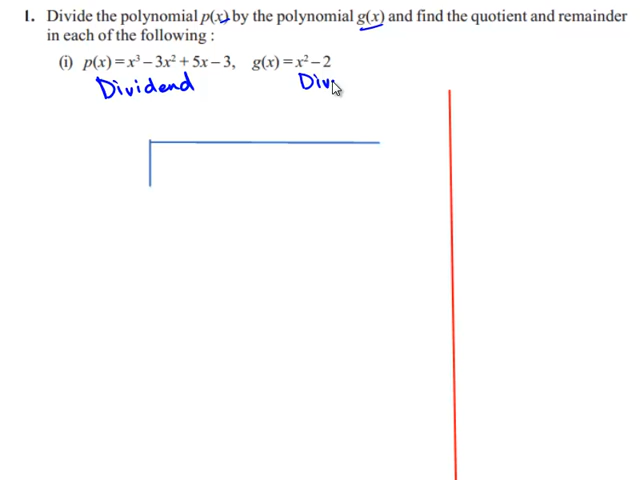 1. Divide the polynomial p(x) by the polynomial g(x) and find the quotient and remainder
in each of the following :
(i) p(x) = x³ – 3x² + 5x – 3, g(x) = x² – 2
Dividend Div